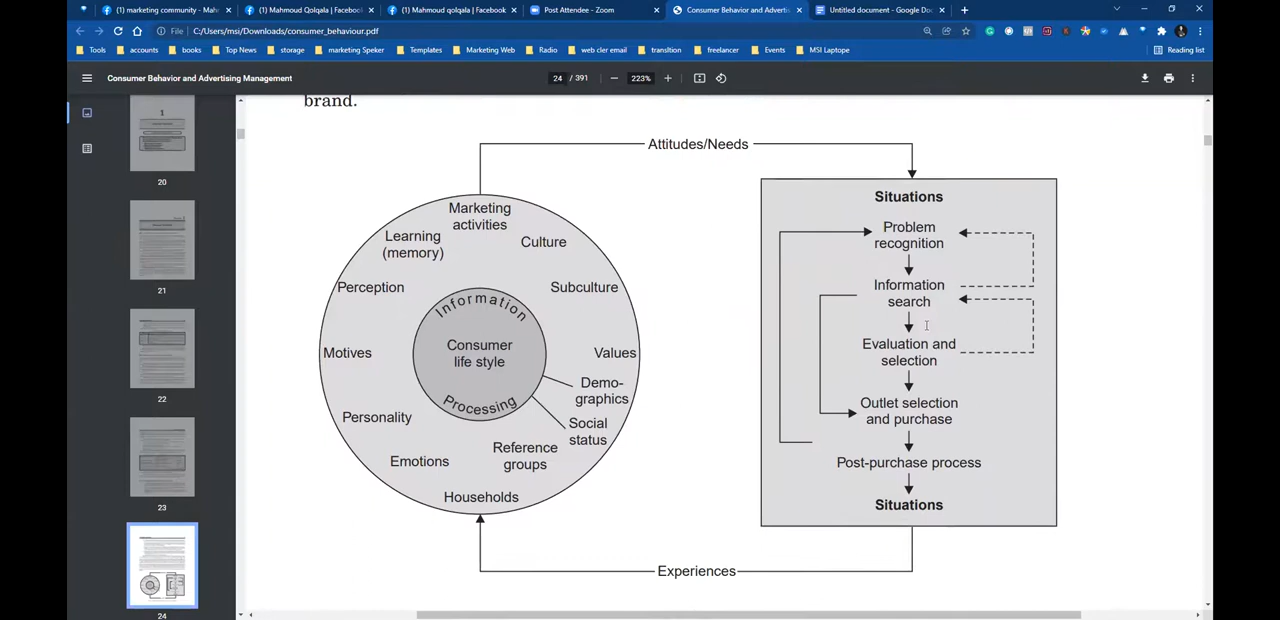 (1) marketing community - Mah
(1) Mahmoud Qolqala | Faceboo
(1) Mahmoud qolqala | Facebook
Post Attendee - Zoom
Consumer Behavior and Advertis
Untitled document - Google Doc
File
C:/Users/msi/Downloads/consumer_behaviour.pdf
Tools
accounts
books
Top News
storage
marketing Speker
Templates
Marketing Web
Radio
web cler email
transltion
freelancer
Events
MSI Laptope
Reading list
Consumer Behavior and Advertising Management
24 / 391
223%
20
21
22
23
24
brand.
Attitudes/Needs
Marketing
activities
Learning
(memory)
Culture
Perception
Subculture
Motives
Values
Personality
Demo-
graphics
Social
status
Emotions
Reference
groups
Households
Information
Consumer
life style
Processing
Situations
Problem
recognition
Information
search
Evaluation and
selection
Outlet selection
and purchase
Post-purchase process
Situations
Experiences